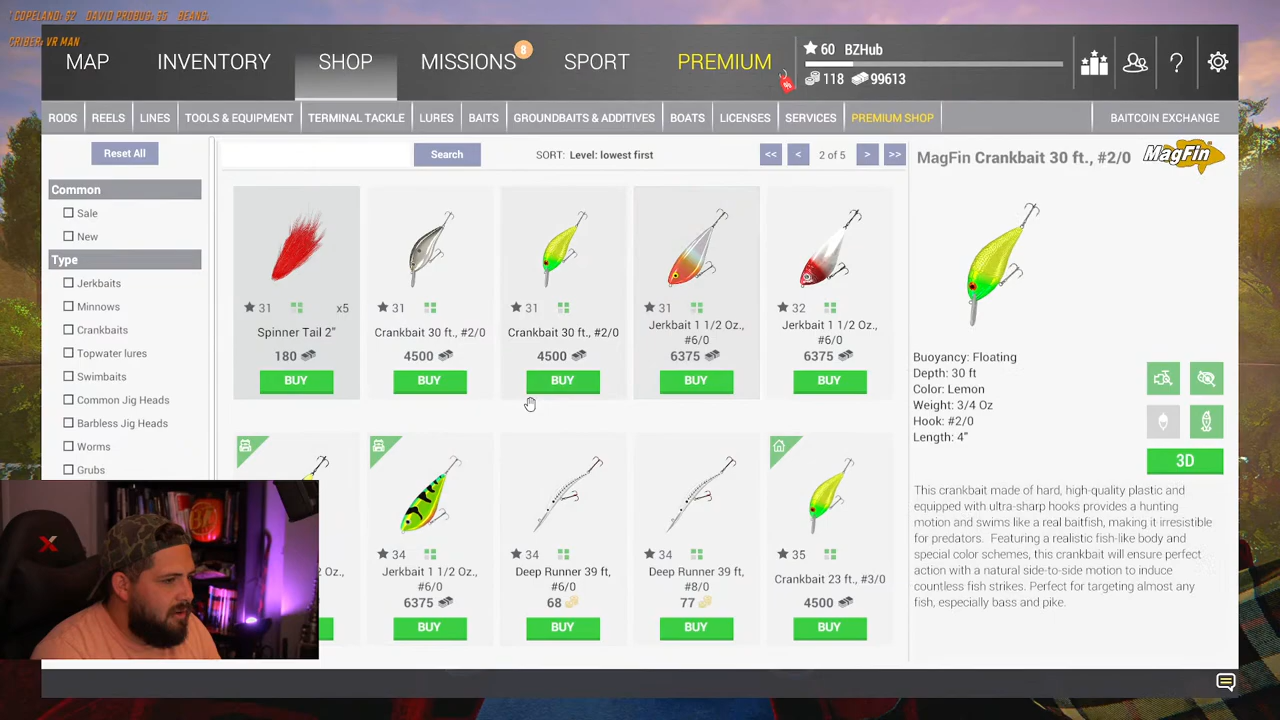 COPELAND: $2 DAVID PROBUS: $5 BEANS:
CRIBER: VR MAN
MAP INVENTORY SHOP MISSIONS 8 SPORT PREMIUM
60 BZHub
118 99613
RODS REELS LINES TOOLS & EQUIPMENT TERMINAL TACKLE LURES BAITS GROUNDBAITS & ADDITIVES BOATS LICENSES SERVICES PREMIUM SHOP BAITCOIN EXCHANGE
Reset All
Search SORT: Level: lowest first << < 2 of 5 > >>
Common
Sale
New
Type
Jerkbaits
Minnows
Crankbaits
Topwater lures
Swimbaits
Common Jig Heads
Barbless Jig Heads
Worms
Grubs
31 x5 31 31 31 32
Spinner Tail 2" Crankbait 30 ft., #2/0 Crankbait 30 ft., #2/0 Jerkbait 1 1/2 Oz., #6/0 Jerkbait 1 1/2 Oz., #6/0
180 4500 4500 6375 6375
BUY BUY BUY BUY BUY
34 34 34 35
Oz., Jerkbait 1 1/2 Oz., #6/0 Deep Runner 39 ft, #6/0 Deep Runner 39 ft, #8/0 Crankbait 23 ft., #3/0
6375 68 77 4500
BUY BUY BUY BUY
MagFin Crankbait 30 ft., #2/0
MagFin
Buoyancy: Floating
Depth: 30 ft
Color: Lemon
Weight: 3/4 Oz
Hook: #2/0
Length: 4"
3D
This crankbait made of hard, high-quality plastic and
equipped with ultra-sharp hooks provides a hunting
motion and swims like a real baitfish, making it irresistible
for predators. Featuring a realistic fish-like body and
special color schemes, this crankbait will ensure perfect
action with a natural side-to-side motion to induce
countless fish strikes. Perfect for targeting almost any
fish, especially bass and pike.